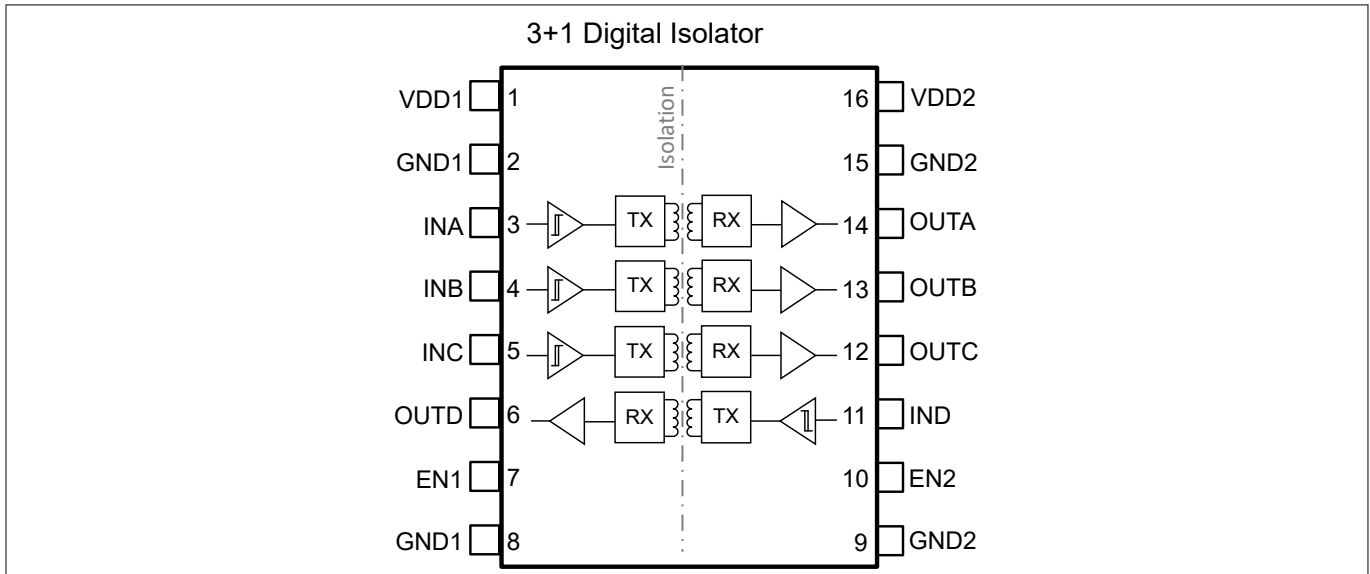 3+1 Digital Isolator
VDD1 1 Isolation 16 VDD2
GND1 2 15 GND2
INA 3 TX RX 14 OUTA
INB 4 TX RX 13 OUTB
INC 5 TX RX 12 OUTC
OUTD 6 RX TX 11 IND
EN1 7 10 EN2
GND1 8 9 GND2